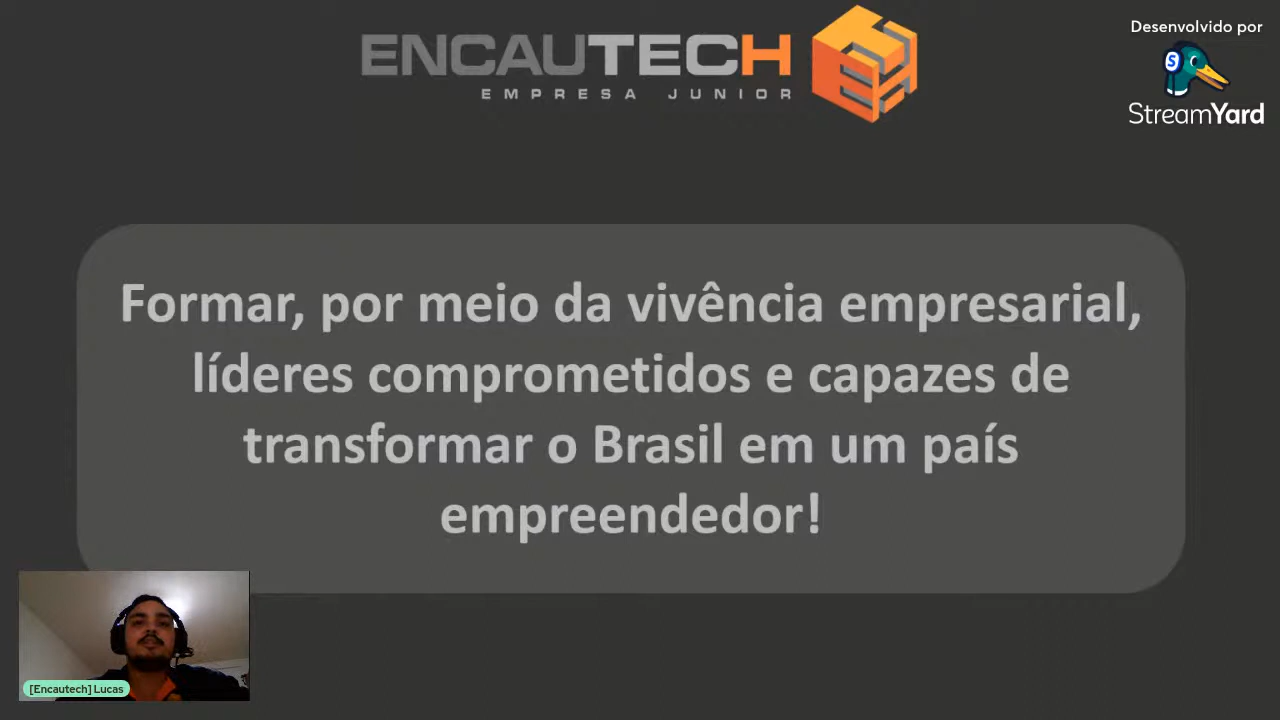 ENCAUTECH
EMPRESA JUNIOR
Desenvolvido por
StreamYard
Formar, por meio da vivência empresarial,
líderes comprometidos e capazes de
transformar o Brasil em um país
empreendedor!
[Encautech] Lucas